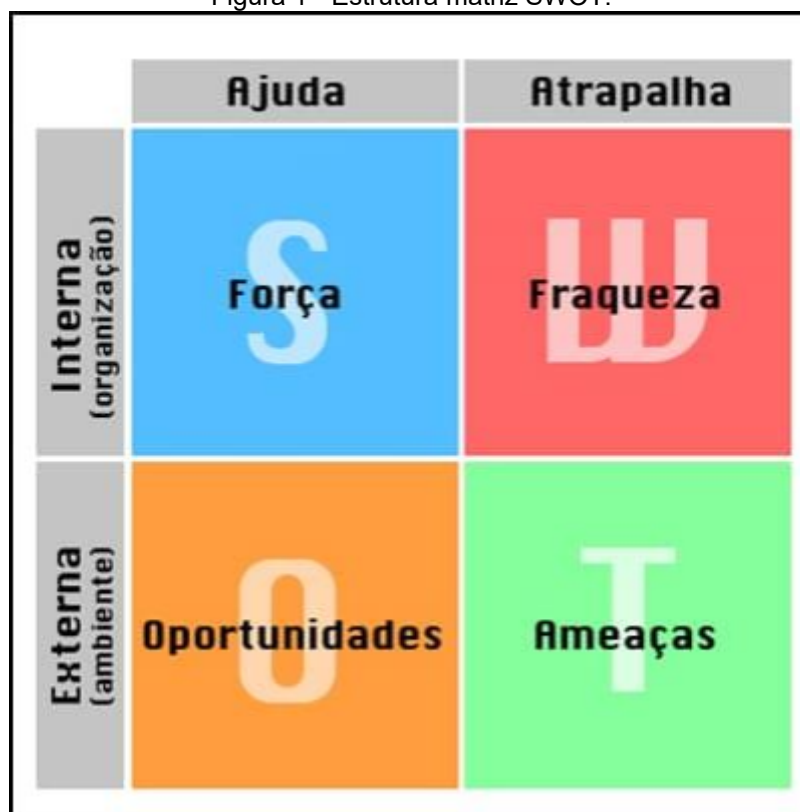 Figura 1 - Estrutura matriz SWOT.
Ajuda
Atrapalha
Interna
(organização)
S
Força
W
Fraqueza
Externa
(ambiente)
O
Oportunidades
T
Ameaças